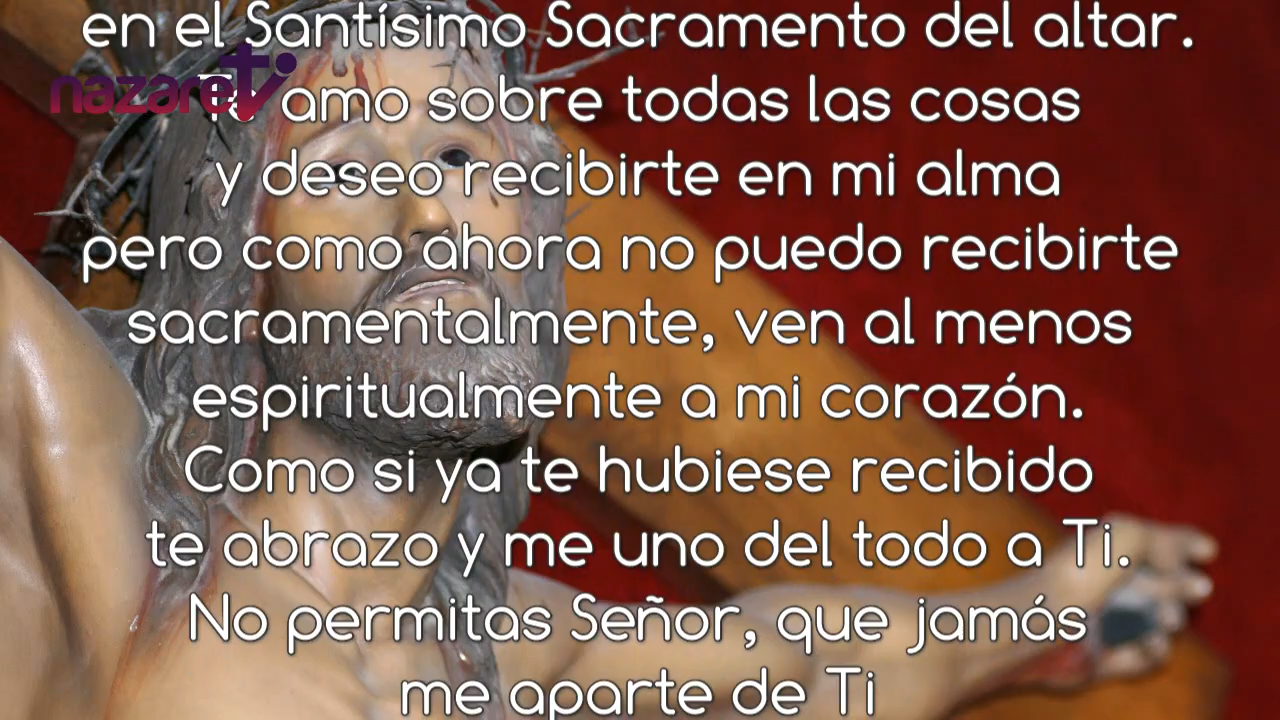 en el Santísimo Sacramento del altar.
nazareTi
Te amo sobre todas las cosas
y deseo recibirte en mi alma
pero como ahora no puedo recibirte
sacramentalmente, ven al menos
espiritualmente a mi corazón.
Como si ya te hubiese recibido
te abrazo y me uno del todo a Ti.
No permitas Señor, que jamás
me aparte de Ti